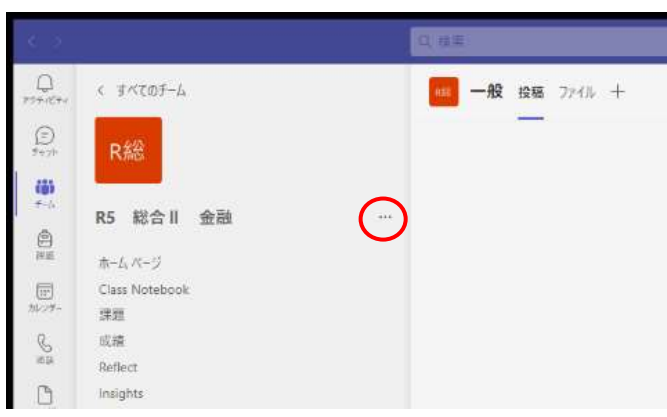 検索
アクティビティ
チャット
チーム
課題
カレンダー
通話
< すべてのチーム
R総
R5 総合Ⅱ 金融
…
ホーム ページ
Class Notebook
課題
成績
Reflect
Insights
R総 一般 投稿 ファイル +